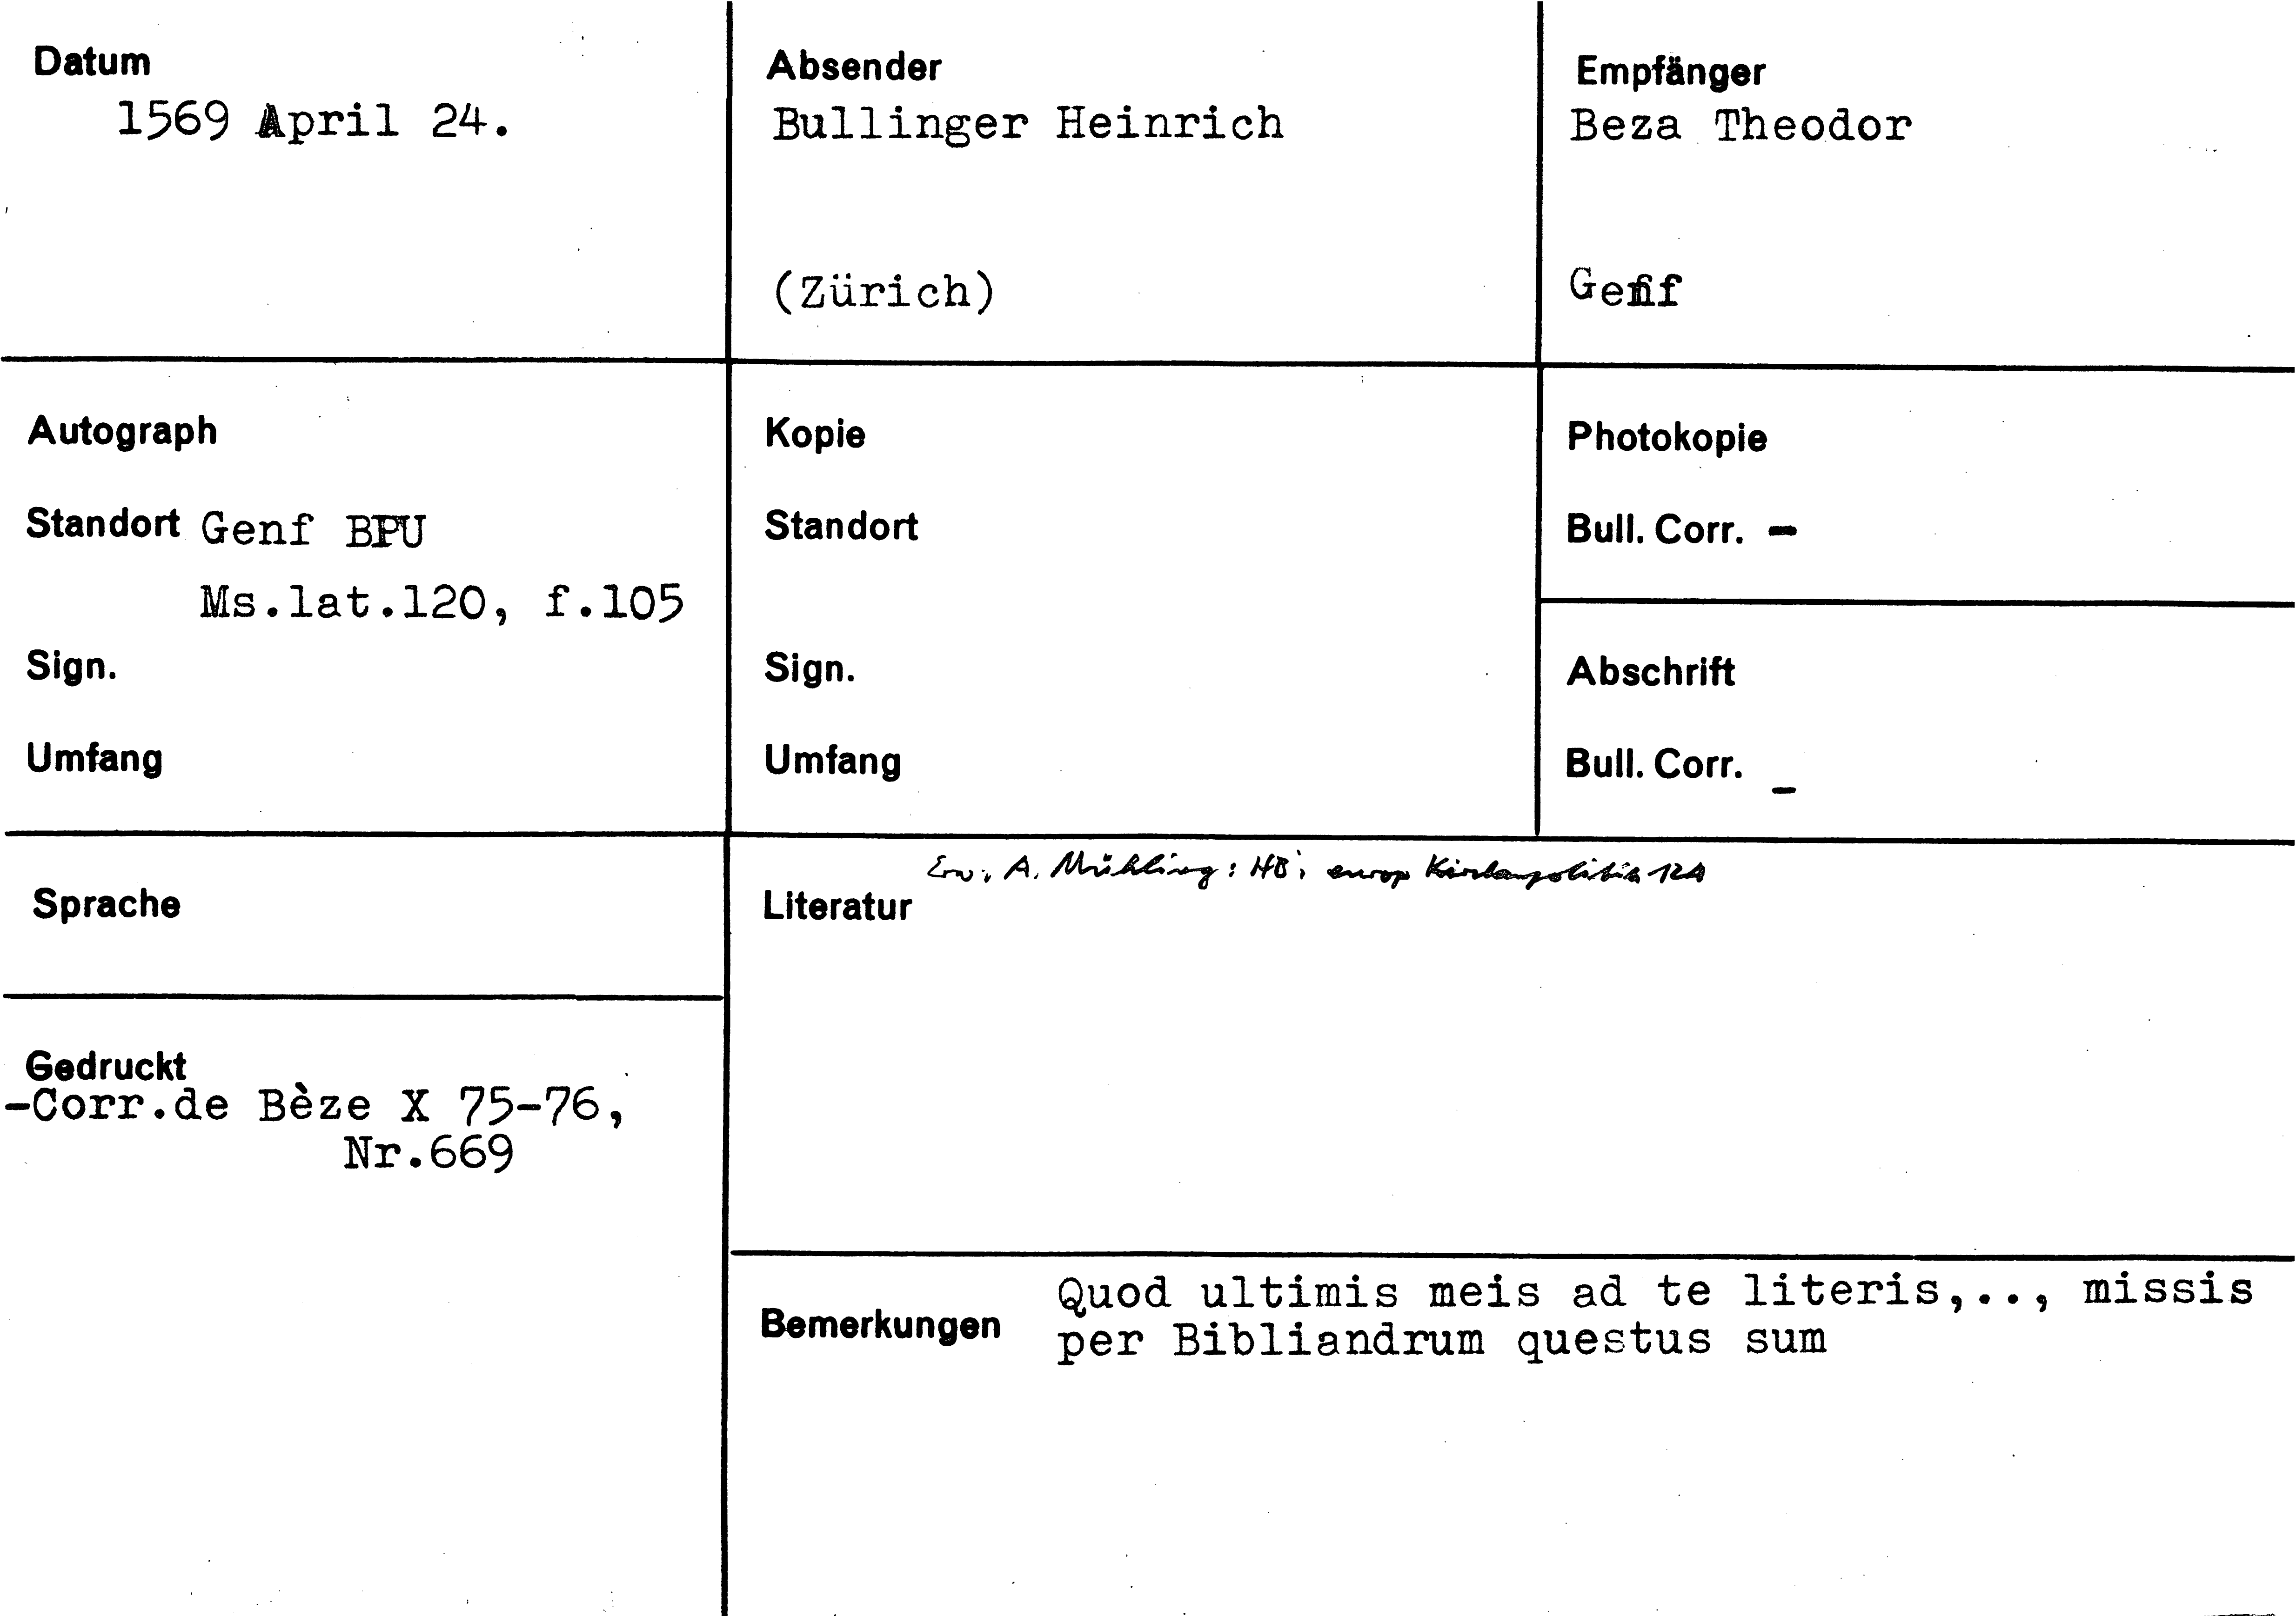 Datum
1569 April 24.
Absender
Bullinger Heinrich
(Zürich)
Empfänger
Beza Theodor
Genf
Autograph
Standort Genf BPU
Ms.lat.120, f.105
Sign.
Umfang
Kopie
Standort
Sign.
Umfang
Photokopie
Bull. Corr. -
Abschrift
Bull. Corr. -
Sprache
Gedruckt
-Corr.de Bèze X 75-76,
Nr.669
Erw. A. Mühling: HBs europ Kirchenpolitik
Literatur
Bemerkungen
Quod ultimis meis ad te literis,.., missis
per Bibliandrum questus sum